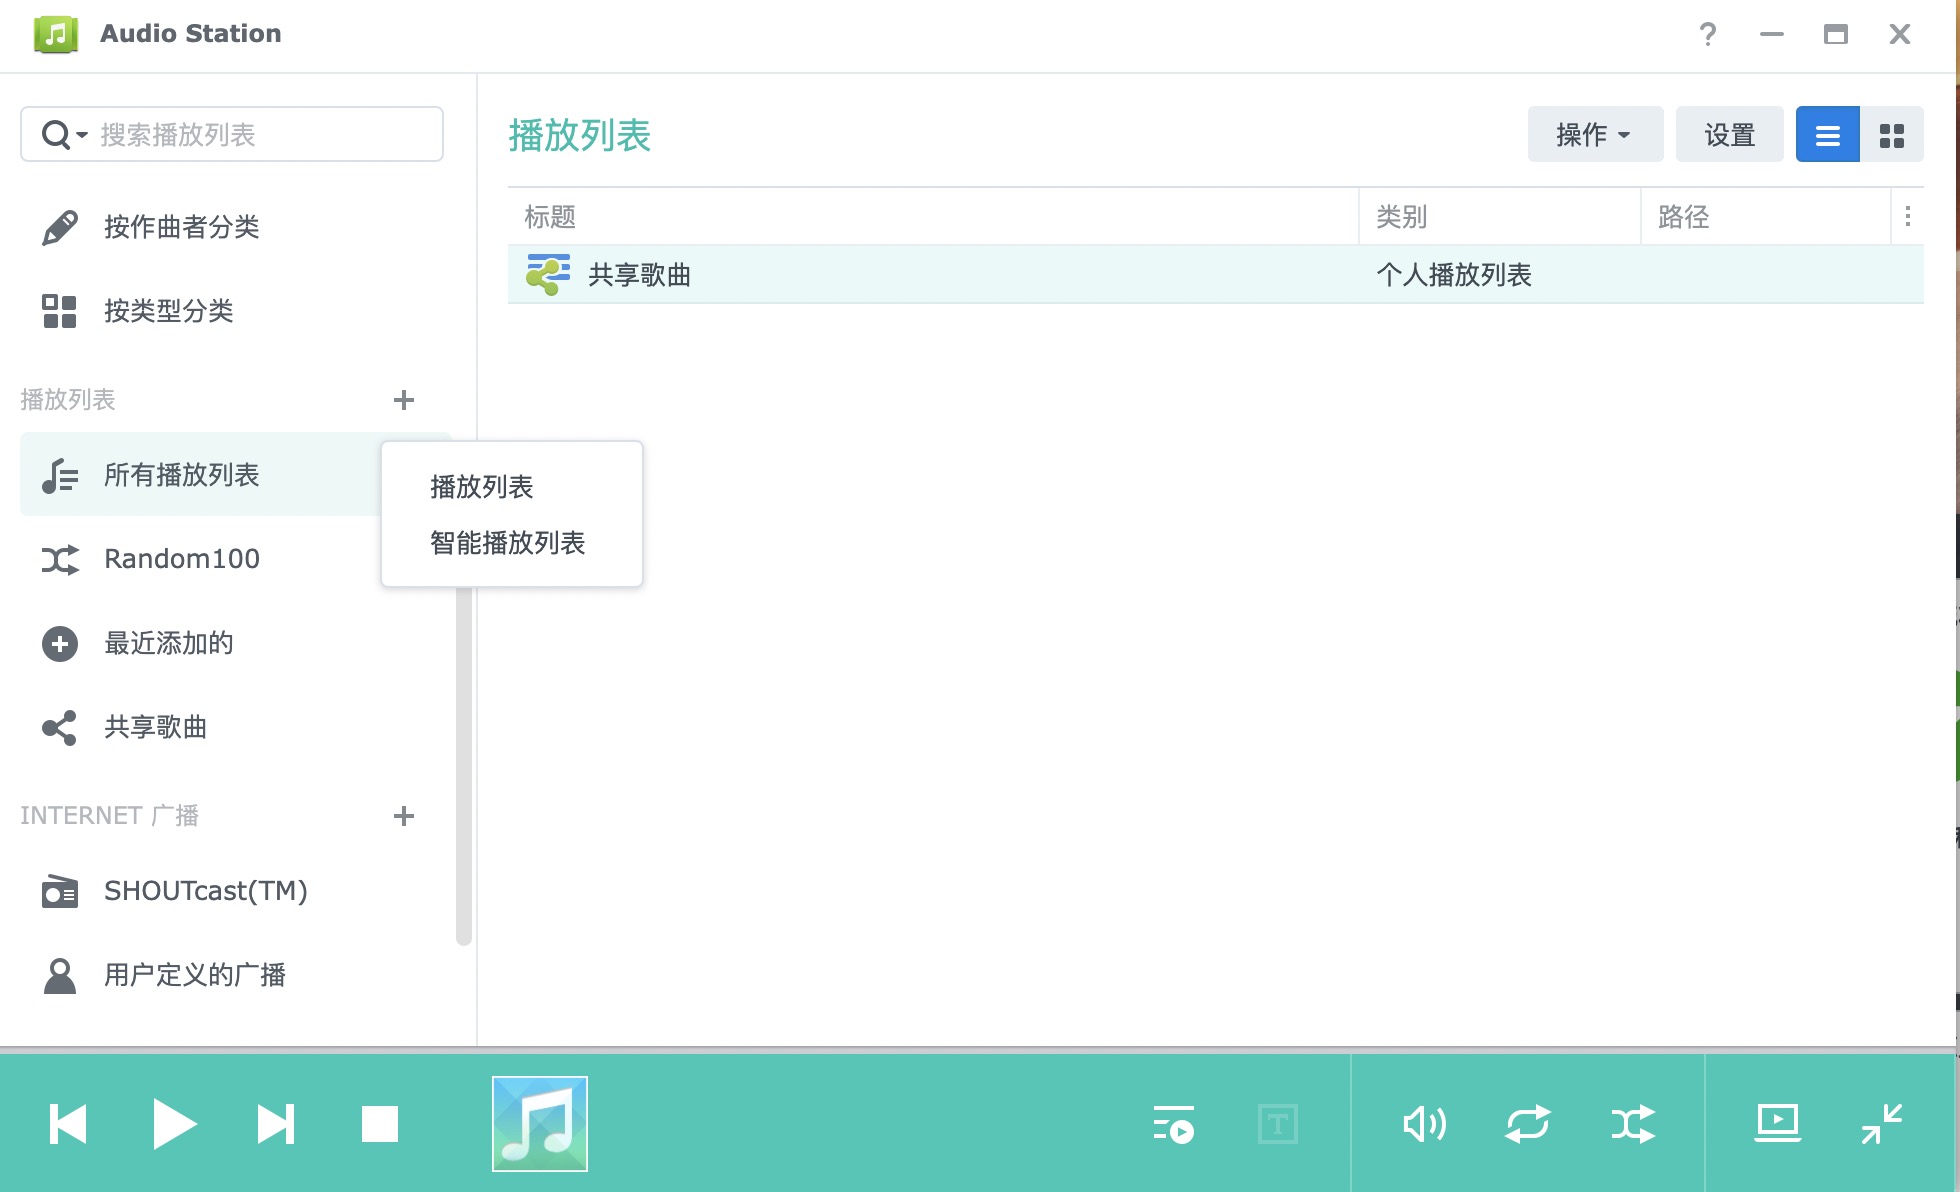 Audio Station
搜索播放列表
按作曲者分类
按类型分类
播放列表
所有播放列表
Random100
最近添加的
共享歌曲
INTERNET 广播
SHOUTcast(TM)
用户定义的广播
播放列表
智能播放列表
播放列表
操作
设置
标题 类别 路径
共享歌曲 个人播放列表